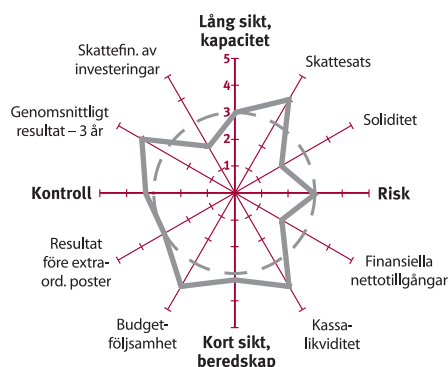 Lång sikt,
kapacitet
Skattefin. av
investeringar
Skattesats
Genomsnittligt
resultat – 3 år
Soliditet
5
4
3
2
1
0
Kontroll
Risk
Resultat
före extra-
ord. poster
Finansiella
nettotillgångar
Budget-
följsamhet
Kassa-
likviditet
Kort sikt,
beredskap